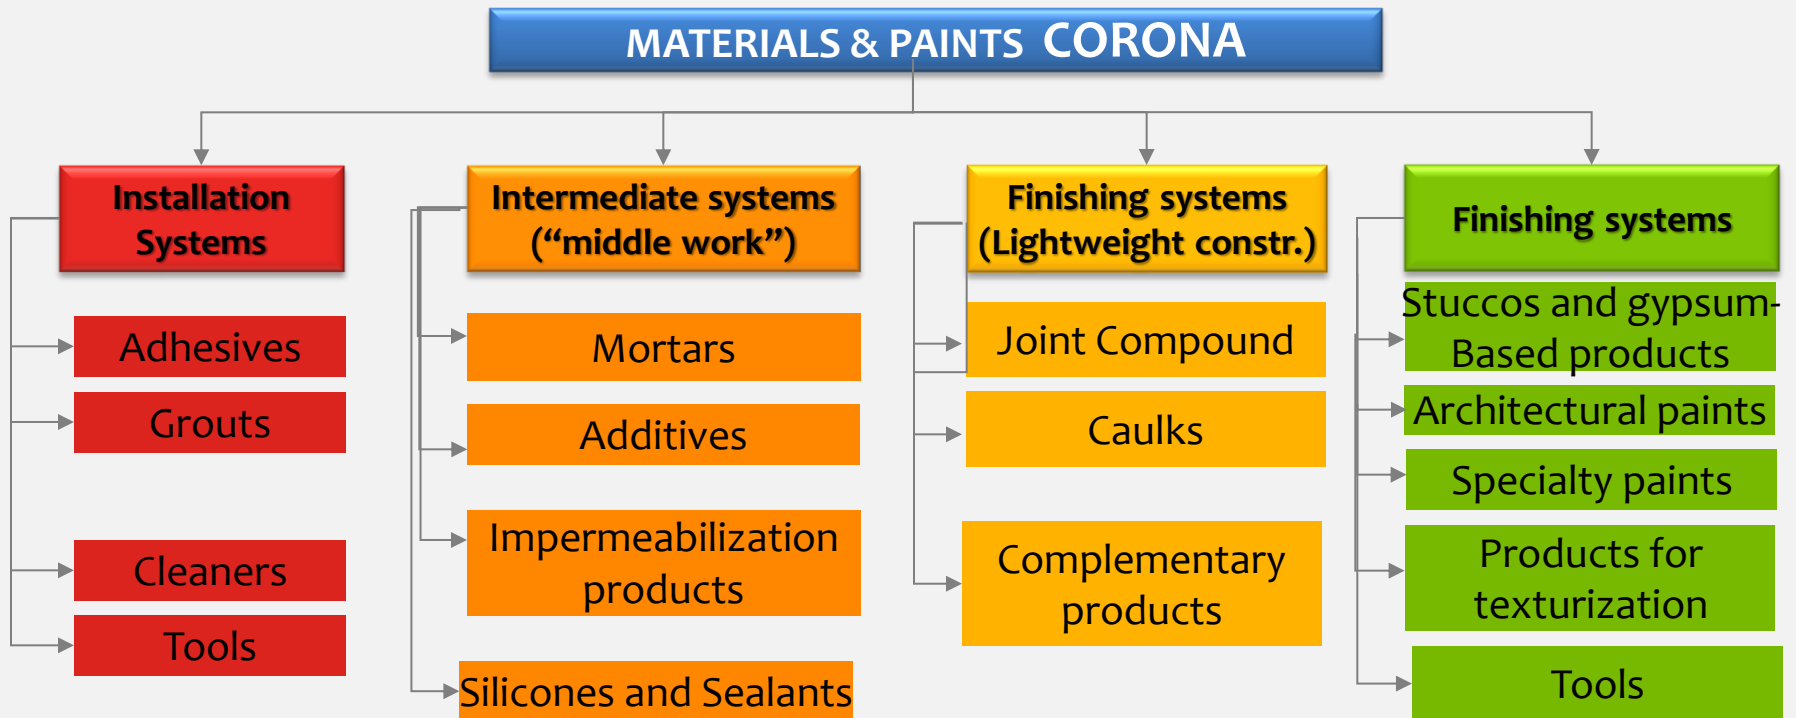 MATERIALS & PAINTS CORONA
Installation
Systems
Adhesives
Grouts
Cleaners
Tools
Intermediate systems
(“middle work”)
Mortars
Additives
Impermeabilization
products
Silicones and Sealants
Finishing systems
(Lightweight constr.)
Joint Compound
Caulks
Complementary
products
Finishing systems
Stuccos and gypsum-
Based products
Architectural paints
Specialty paints
Products for
texturization
Tools